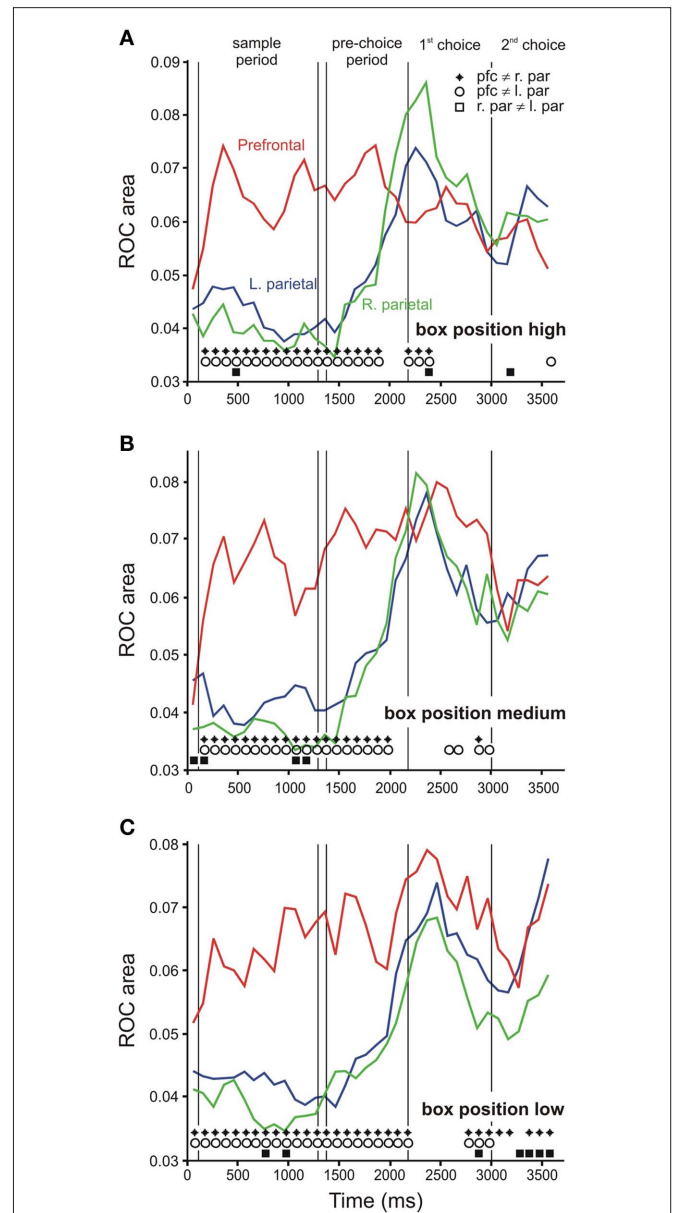 A
sample period
pre-choice period
1st choice
2nd choice
✦ pfc ≠ r. par
○ pfc ≠ l. par
■ r. par ≠ l. par
0.09
0.08
0.07
0.06
0.05
0.04
0.03
ROC area
Prefrontal
L. parietal
R. parietal
box position high
0 500 1000 1500 2000 2500 3000 3500
B
0.08
0.07
0.06
0.05
0.04
0.03
ROC area
box position medium
0 500 1000 1500 2000 2500 3000 3500
C
0.08
0.07
0.06
0.05
0.04
0.03
ROC area
box position low
0 500 1000 1500 2000 2500 3000 3500
Time (ms)